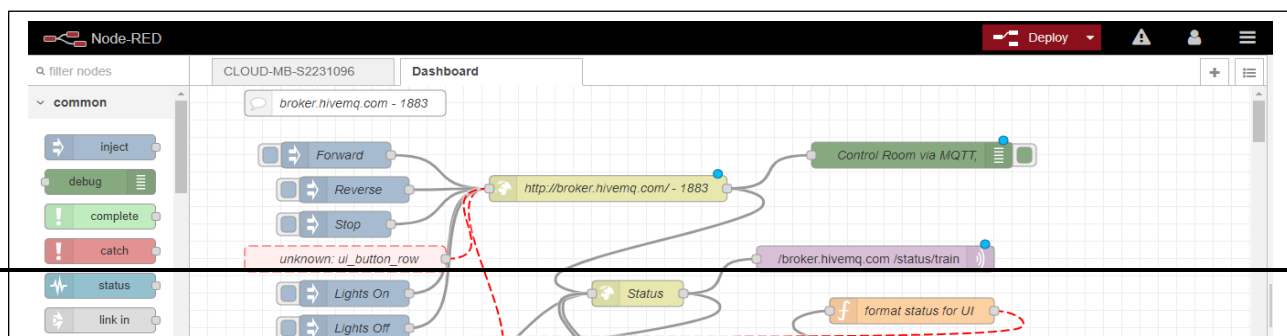 Node-RED
Deploy
filter nodes
CLOUD-MB-S2231096
Dashboard
common
broker.hivemq.com - 1883
inject
Forward
Control Room via MQTT,
debug
Reverse
http://broker.hivemq.com/ - 1883
complete
Stop
catch
unknown: ui_button_row
/broker.hivemq.com /status/train
status
Lights On
Status
format status for UI
link in
Lights Off